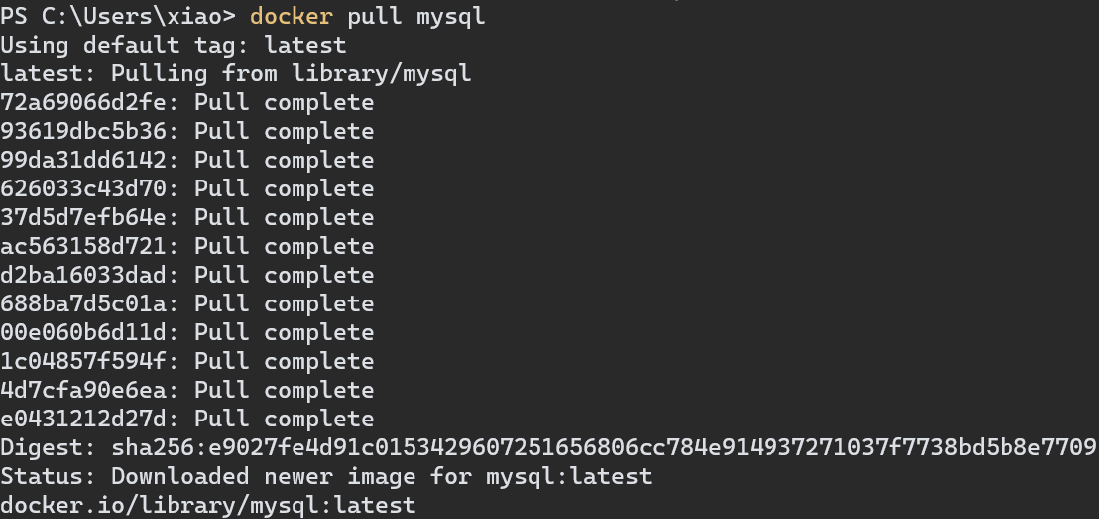 PS C:\Users\xiao> docker pull mysql
Using default tag: latest
latest: Pulling from library/mysql
72a69066d2fe: Pull complete
93619dbc5b36: Pull complete
99da31dd6142: Pull complete
626033c43d70: Pull complete
37d5d7efb64e: Pull complete
ac563158d721: Pull complete
d2ba16033dad: Pull complete
688ba7d5c01a: Pull complete
00e060b6d11d: Pull complete
1c04857f594f: Pull complete
4d7cfa90e6ea: Pull complete
e0431212d27d: Pull complete
Digest: sha256:e9027fe4d91c0153429607251656806cc784e914937271037f7738bd5b8e7709
Status: Downloaded newer image for mysql:latest
docker.io/library/mysql:latest